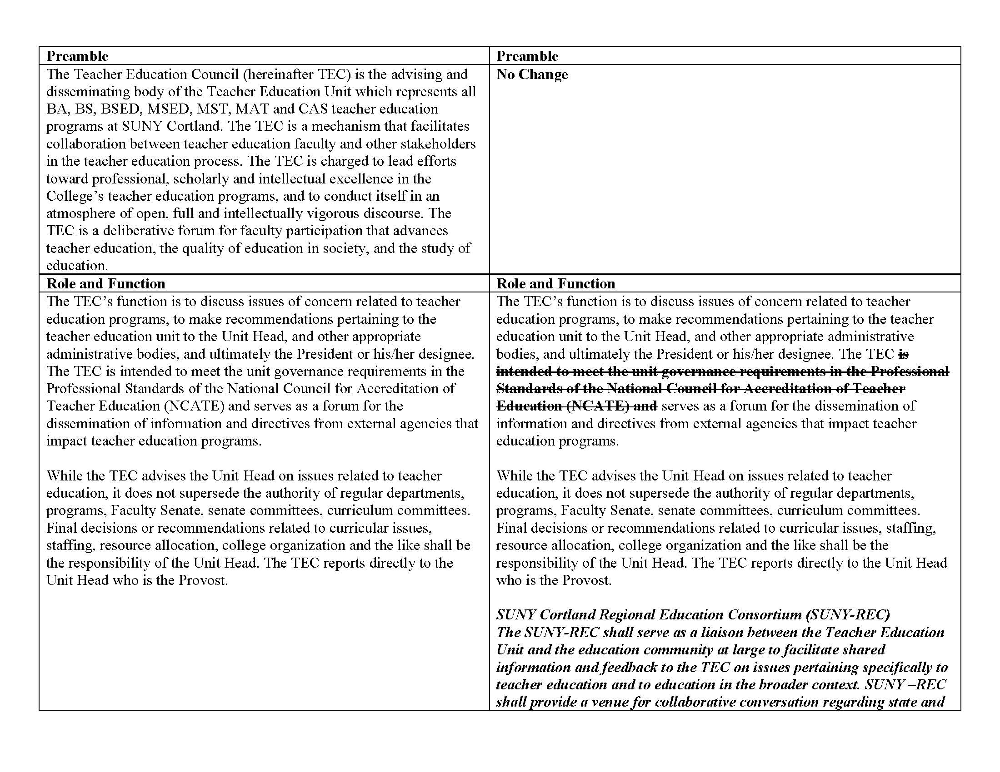 Preamble
The Teacher Education Council (hereinafter TEC) is the advising and
disseminating body of the Teacher Education Unit which represents all
BA, BS, BSED, MSED, MST, MAT and CAS teacher education
programs at SUNY Cortland. The TEC is a mechanism that facilitates
collaboration between teacher education faculty and other stakeholders
in the teacher education process. The TEC is charged to lead efforts
toward professional, scholarly and intellectual excellence in the
College’s teacher education programs, and to conduct itself in an
atmosphere of open, full and intellectually vigorous discourse. The
TEC is a deliberative forum for faculty participation that advances
teacher education, the quality of education in society, and the study of
education.
Preamble
No Change
Role and Function
The TEC’s function is to discuss issues of concern related to teacher
education programs, to make recommendations pertaining to the
teacher education unit to the Unit Head, and other appropriate
administrative bodies, and ultimately the President or his/her designee.
The TEC is intended to meet the unit governance requirements in the
Professional Standards of the National Council for Accreditation of
Teacher Education (NCATE) and serves as a forum for the
dissemination of information and directives from external agencies that
impact teacher education programs.
While the TEC advises the Unit Head on issues related to teacher
education, it does not supersede the authority of regular departments,
programs, Faculty Senate, senate committees, curriculum committees.
Final decisions or recommendations related to curricular issues,
staffing, resource allocation, college organization and the like shall be
the responsibility of the Unit Head. The TEC reports directly to the
Unit Head who is the Provost.
Role and Function
The TEC’s function is to discuss issues of concern related to teacher
education programs, to make recommendations pertaining to the teacher
education unit to the Unit Head, and other appropriate administrative
bodies, and ultimately the President or his/her designee. The TEC is
intended to meet the unit governance requirements in the Professional
Standards of the National Council for Accreditation of Teacher
Education (NCATE) and serves as a forum for the dissemination of
information and directives from external agencies that impact teacher
education programs.
While the TEC advises the Unit Head on issues related to teacher
education, it does not supersede the authority of regular departments,
programs, Faculty Senate, senate committees, curriculum committees.
Final decisions or recommendations related to curricular issues, staffing,
resource allocation, college organization and the like shall be the
responsibility of the Unit Head. The TEC reports directly to the Unit Head
who is the Provost.
SUNY Cortland Regional Education Consortium (SUNY-REC)
The SUNY-REC shall serve as a liaison between the Teacher Education
Unit and the education community at large to facilitate shared
information and feedback to the TEC on issues pertaining specifically to
teacher education and to education in the broader context. SUNY –REC
shall provide a venue for collaborative conversation regarding state and